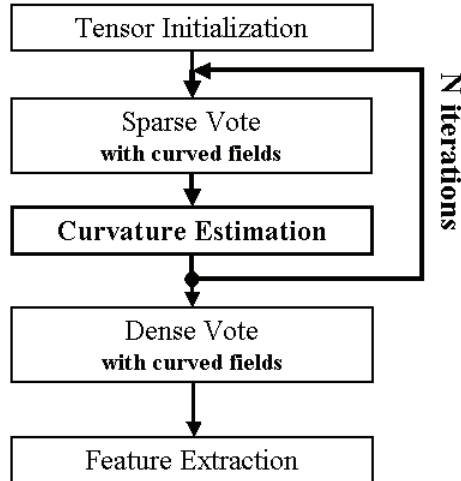 Tensor Initialization
Sparse Vote
with curved fields
Curvature Estimation
Dense Vote
with curved fields
Feature Extraction
N iterations